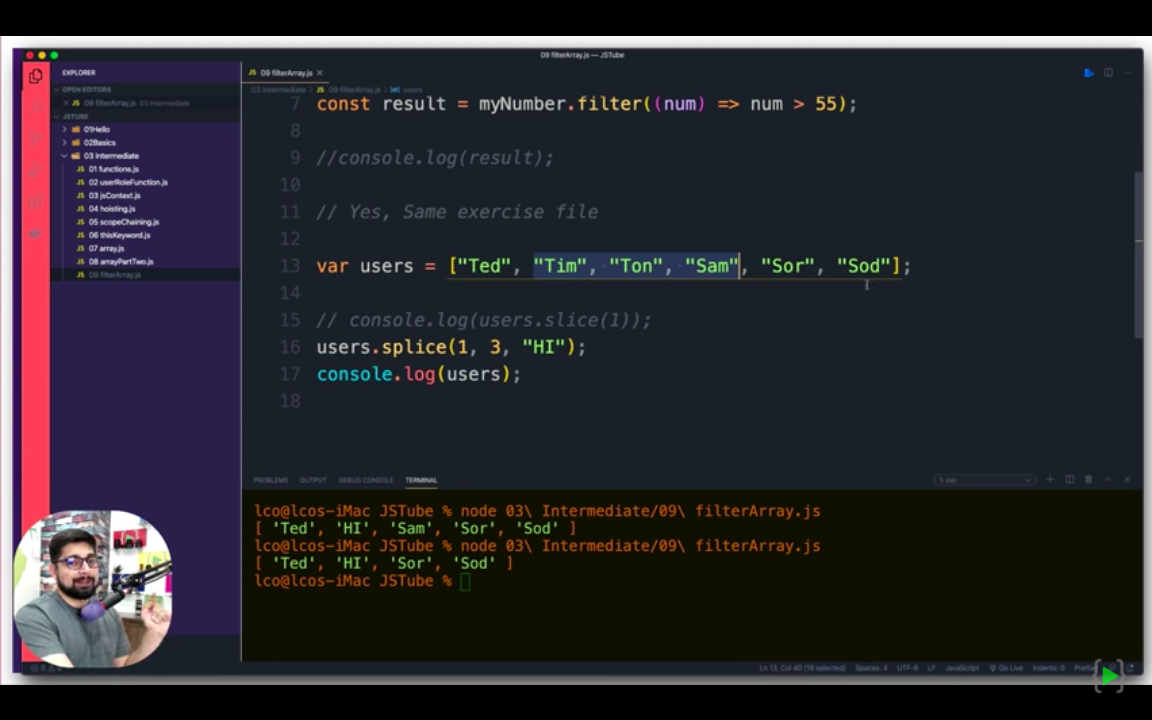 09 filterArray.js — JSTube
EXPLORER
OPEN EDITORS
× JS 09 filterArray.js 03 Intermediate
JSTUBE
01Hello
02Basics
03 Intermediate
JS 01 functions.js
JS 02 userRoleFunction.js
JS 03 jsContext.js
JS 04 hoisting.js
JS 05 scopeChaining.js
JS 06 thisKeyword.js
JS 07 array.js
JS 08 arrayPartTwo.js
JS 09 filterArray.js
JS 09 filterArray.js ×
03 Intermediate > JS 09 filterArray.js > users
7 const result = myNumber.filter((num) => num > 55);
8
9 //console.log(result);
10
11 // Yes, Same exercise file
12
13 var users = ["Ted", "Tim", "Ton", "Sam", "Sor", "Sod"];
14
15 // console.log(users.slice(1));
16 users.splice(1, 3, "HI");
17 console.log(users);
18
PROBLEMS OUTPUT DEBUG CONSOLE TERMINAL 1: zsh
lco@lcos-iMac JSTube % node 03\ Intermediate/09\ filterArray.js
[ 'Ted', 'HI', 'Sam', 'Sor', 'Sod' ]
lco@lcos-iMac JSTube % node 03\ Intermediate/09\ filterArray.js
[ 'Ted', 'HI', 'Sor', 'Sod' ]
lco@lcos-iMac JSTube %
Ln 13, Col 40 (19 selected) Spaces: 4 UTF-8 LF JavaScript Go Live Indents: 0